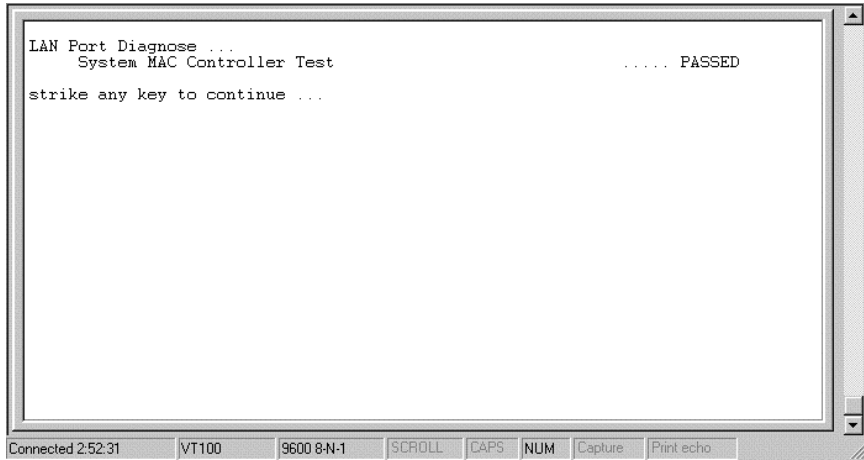 LAN Port Diagnose ...
System MAC Controller Test ..... PASSED
strike any key to continue ...
Connected 2:52:31 VT100 9600 8-N-1 SCROLL CAPS NUM Capture Print echo